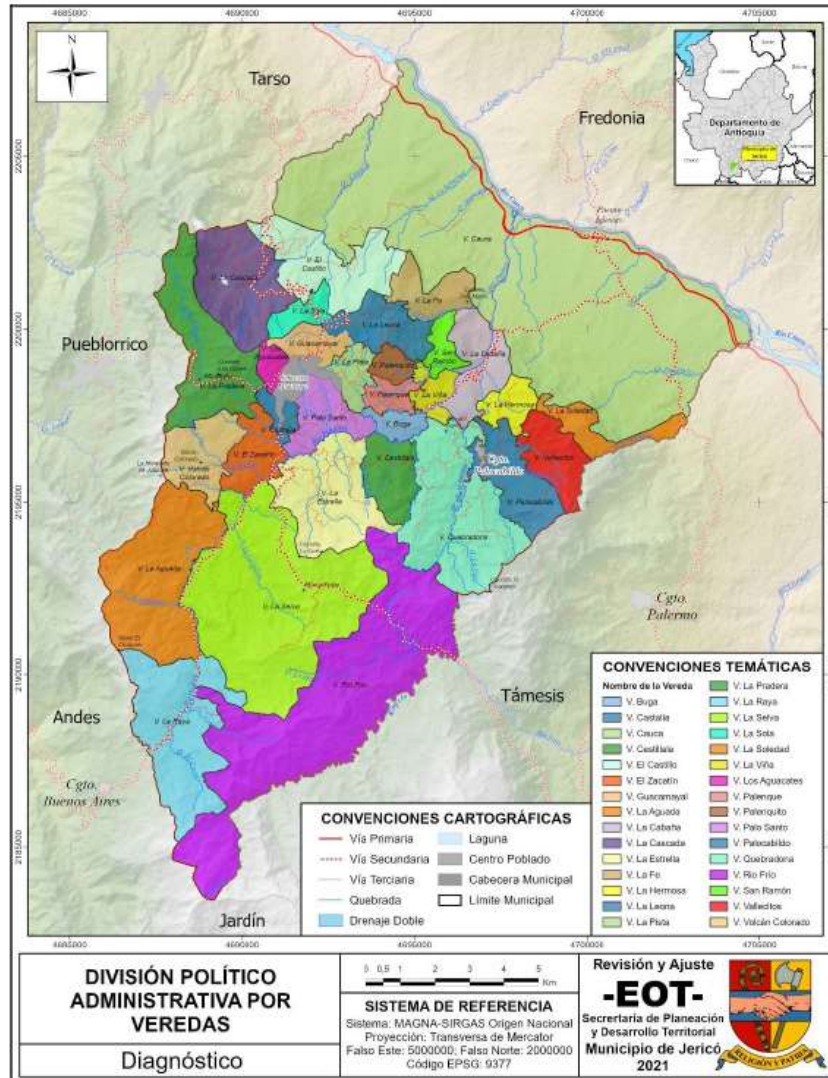 4685000
4690000
4695000
4700000
4705000
N
Tarso
Fredonia
Departamento de
Antioquia
Pueblorrico
V. Cauca
V. El
Castillo
V. La Fe
V. La Leona
V. Guacamayal
V. San
Ramón
V. La Cabaña
V. Palenquito
V. Palenque
V. La Viña
V. La Hermosa
V. La Soledad
V. La Pradera
V. Palo Santo
V. Buga
V. El Zacatín
V. Volcán
Colorado
V. Cestillala
V. Vallecitos
Cgto.
Palocabildo
V. Palocabildo
V. La
Estrella
V. Quebradona
V. La Aguada
V. La Selva
V. Río Frío
V. La Raya
Cgto.
Palermo
Támesis
Andes
Cgto.
Buenos Aires
Jardín
2205000
2200000
2195000
2190000
2185000
CONVENCIONES CARTOGRÁFICAS
Vía Primaria
Vía Secundaria
Vía Terciaria
Quebrada
Drenaje Doble
Laguna
Centro Poblado
Cabecera Municipal
Límite Municipal
CONVENCIONES TEMÁTICAS
Nombre de la Vereda
V. Buga
V. Castalia
V. Cauca
V. Cestillala
V. El Castillo
V. El Zacatín
V. Guacamayal
V. La Aguada
V. La Cabaña
V. La Cascada
V. La Estrella
V. La Fe
V. La Hermosa
V. La Leona
V. La Pista
V. La Pradera
V. La Raya
V. La Selva
V. La Sola
V. La Soledad
V. La Viña
V. Los Aguacates
V. Palenque
V. Palenquito
V. Palo Santo
V. Palocabildo
V. Quebradona
V. Río Frío
V. San Ramón
V. Vallecitos
V. Volcán Colorado
DIVISIÓN POLÍTICO
ADMINISTRATIVA POR
VEREDAS
Diagnóstico
0 0,5 1 2 3 4 5
Km
SISTEMA DE REFERENCIA
Sistema: MAGNA-SIRGAS Origen Nacional
Proyección: Transversa de Mercator
Falso Este: 5000000; Falso Norte: 2000000
Código EPSG: 9377
Revisión y Ajuste
-EOT-
Secretaría de Planeación
y Desarrollo Territorial
Municipio de Jericó
2021
RELIGIÓN Y PATRIA